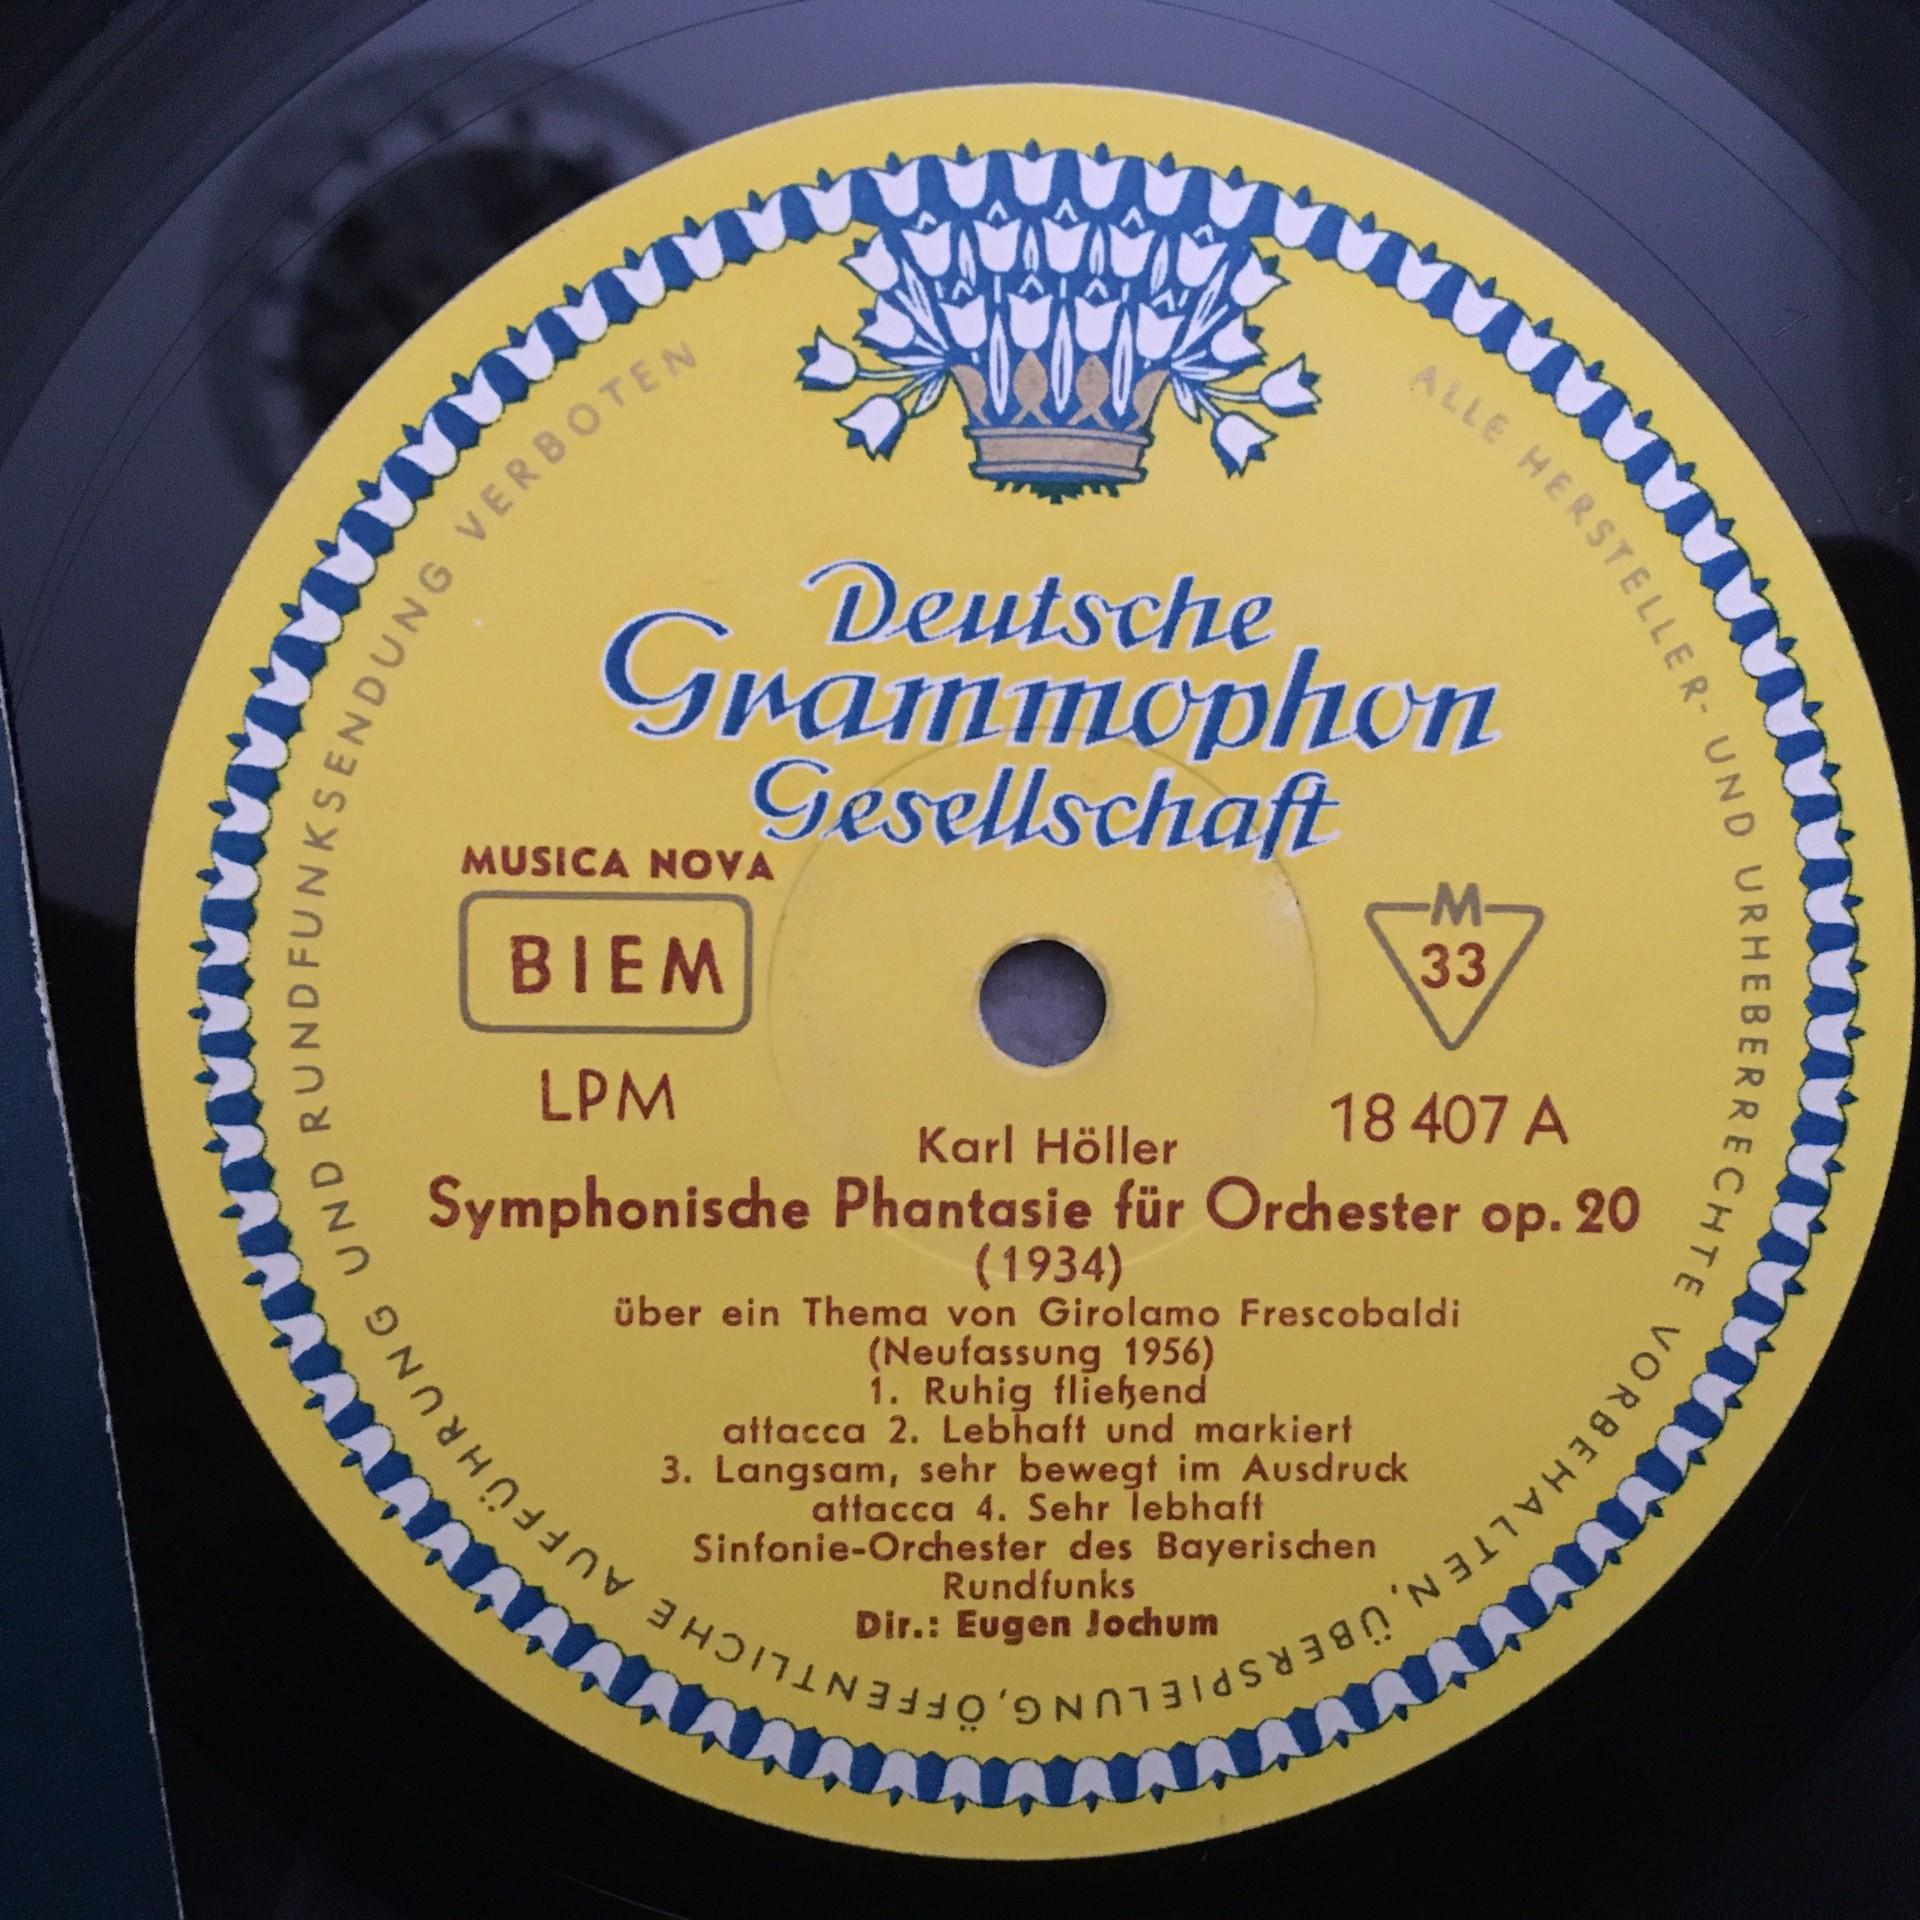 Deutsche
Grammophon
Gesellschaft
MUSICA NOVA
BIEM
M
33
LPM
18 407 A
Karl Höller
Symphonische Phantasie für Orchester op. 20
(1934)
über ein Thema von Girolamo Frescobaldi
(Neufassung 1956)
1. Ruhig fließend
attacca 2. Lebhaft und markiert
3. Langsam, sehr bewegt im Ausdruck
attacca 4. Sehr lebhaft
Sinfonie-Orchester des Bayerischen
Rundfunks
Dir.: Eugen Jochum
ALLE HERSTELLER- UND URHEBERRECHTE VORBEHALTEN, ÜBERSPIELUNG, ÖFFENTLICHE AUFFÜHRUNG UND RUNDFUNKSENDUNG VERBOTEN